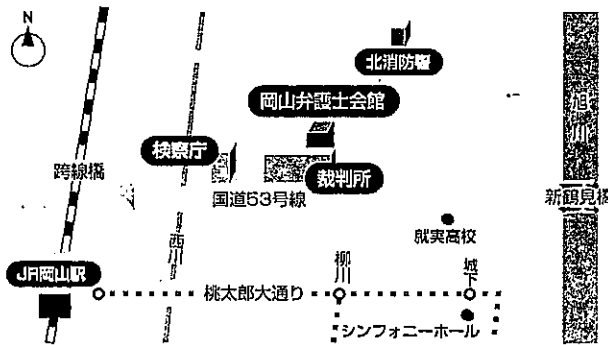 N
北消防署
岡山弁護士会館
検察庁
裁判所
跨線橋
国道53号線
旭川
新鶴見橋
就実高校
西川
JR岡山駅
桃太郎大通り
柳川
城下
シンフォニーホール